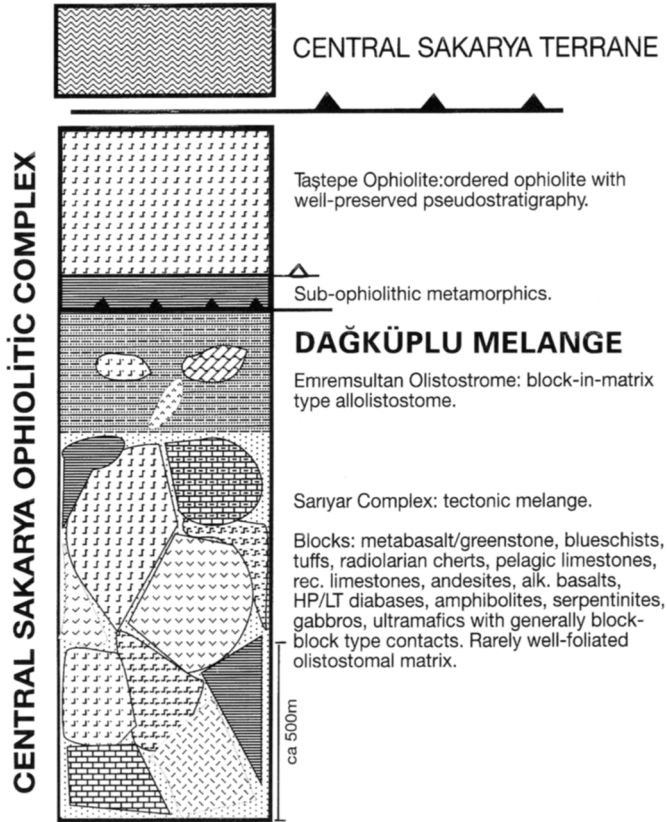 CENTRAL SAKARYA TERRANE
CENTRAL SAKARYA OPHIOLİTİC COMPLEX
Taştepe Ophiolite:ordered ophiolite with
well-preserved pseudostratigraphy.
Sub-ophiolithic metamorphics.
DAĞKÜPLU MELANGE
Emremsultan Olistostrome: block-in-matrix
type allolistostome.
Sarıyar Complex: tectonic melange.
Blocks: metabasalt/greenstone, blueschists,
tuffs, radiolarian cherts, pelagic limestones,
rec. limestones, andesites, alk. basalts,
HP/LT diabases, amphibolites, serpentinites,
gabbros, ultramafics with generally block-
block type contacts. Rarely well-foliated
olistostomal matrix.
ca 500m